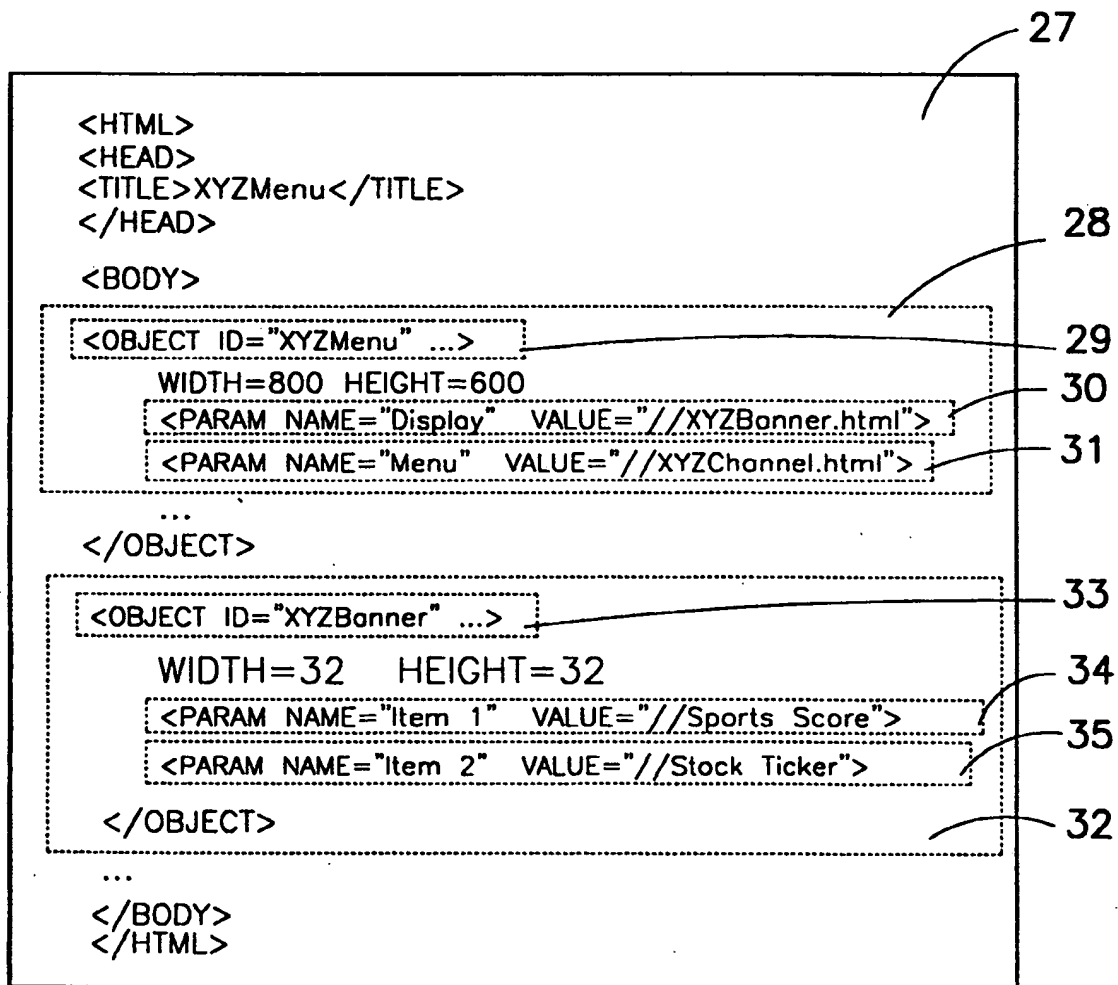 27
<HTML>
<HEAD>
<TITLE>XYZMenu</TITLE>
</HEAD>
28
<BODY>
<OBJECT ID="XYZMenu" ...>
29
WIDTH=800 HEIGHT=600
30
<PARAM NAME="Display" VALUE="//XYZBanner.html">
31
<PARAM NAME="Menu" VALUE="//XYZChannel.html">
...
</OBJECT>
33
<OBJECT ID="XYZBanner" ...>
WIDTH=32 HEIGHT=32
34
<PARAM NAME="Item 1" VALUE="//Sports Score">
35
<PARAM NAME="Item 2" VALUE="//Stock Ticker">
</OBJECT>
32
...
</BODY>
</HTML>